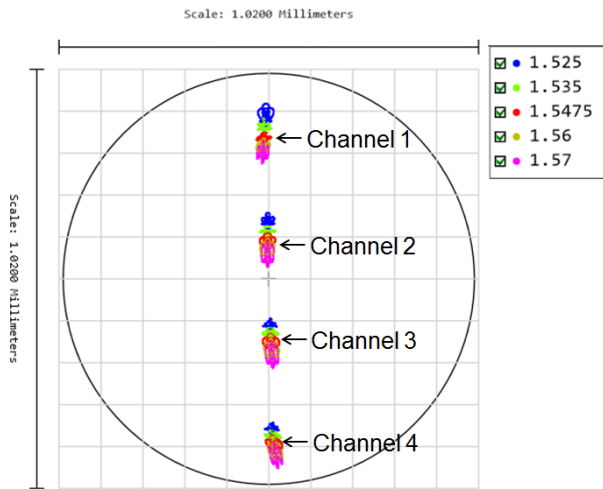 Scale: 1.0200 Millimeters
Scale: 1.0200 Millimeters
1.525
1.535
1.5475
1.56
1.57
Channel 1
Channel 2
Channel 3
Channel 4